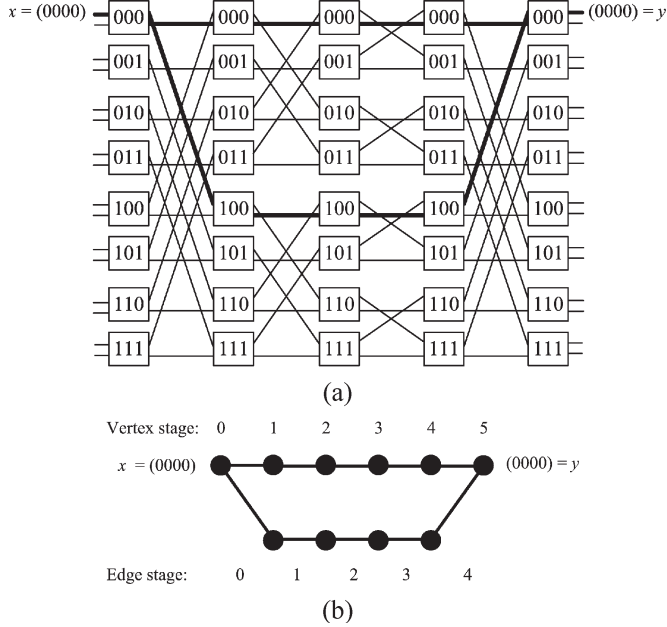 x = (0000) 000 000 000 000 000 (0000) = y
001 001 001 001 001
010 010 010 010 010
011 011 011 011 011
100 100 100 100 100
101 101 101 101 101
110 110 110 110 110
111 111 111 111 111
(a)
Vertex stage: 0 1 2 3 4 5
x = (0000) (0000) = y
Edge stage: 0 1 2 3 4
(b)